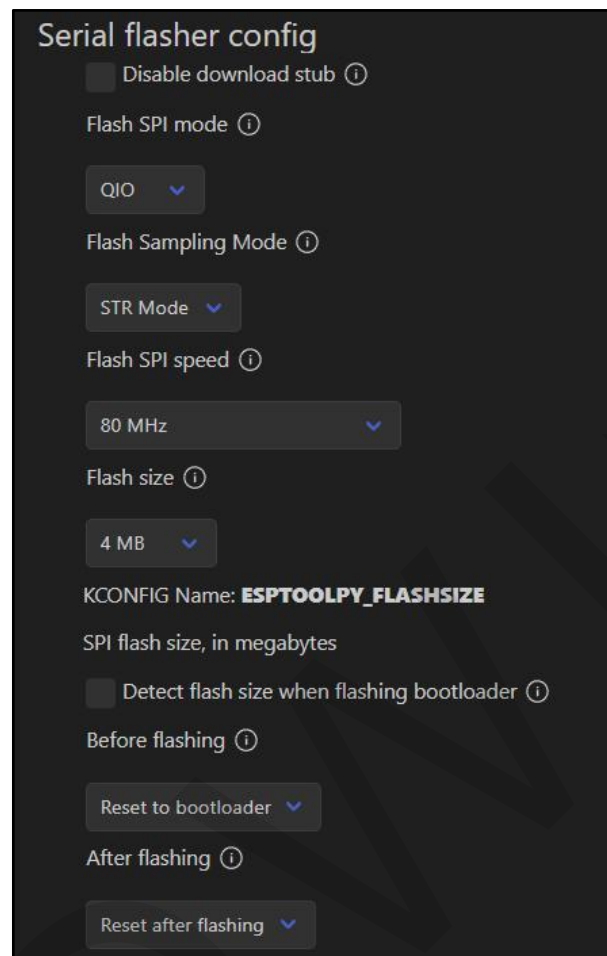 Serial flasher config
Disable download stub
Flash SPI mode
QIO
Flash Sampling Mode
STR Mode
Flash SPI speed
80 MHz
Flash size
4 MB
KCONFIG Name: ESPTOOLPY_FLASHSIZE
SPI flash size, in megabytes
Detect flash size when flashing bootloader
Before flashing
Reset to bootloader
After flashing
Reset after flashing